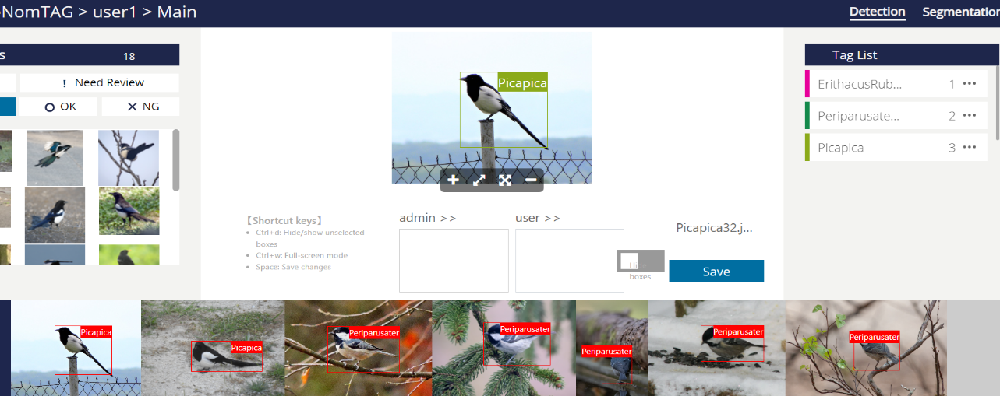 eNomTAG > user1 > Main
Detection
Segmentation
s
18
! Need Review
OK
NG
Picapica
Tag List
ErithacusRub... 1 •••
Periparusate... 2 •••
Picapica 3 •••
【Shortcut keys】
• Ctrl+d: Hide/show unselected
boxes
• Ctrl+w: Full-screen mode
• Space: Save changes
admin >>
user >>
Hide
boxes
Picapica32.j...
Save
Picapica
Picapica
Periparusater
Periparusater
Periparusater
Periparusater
Periparusater